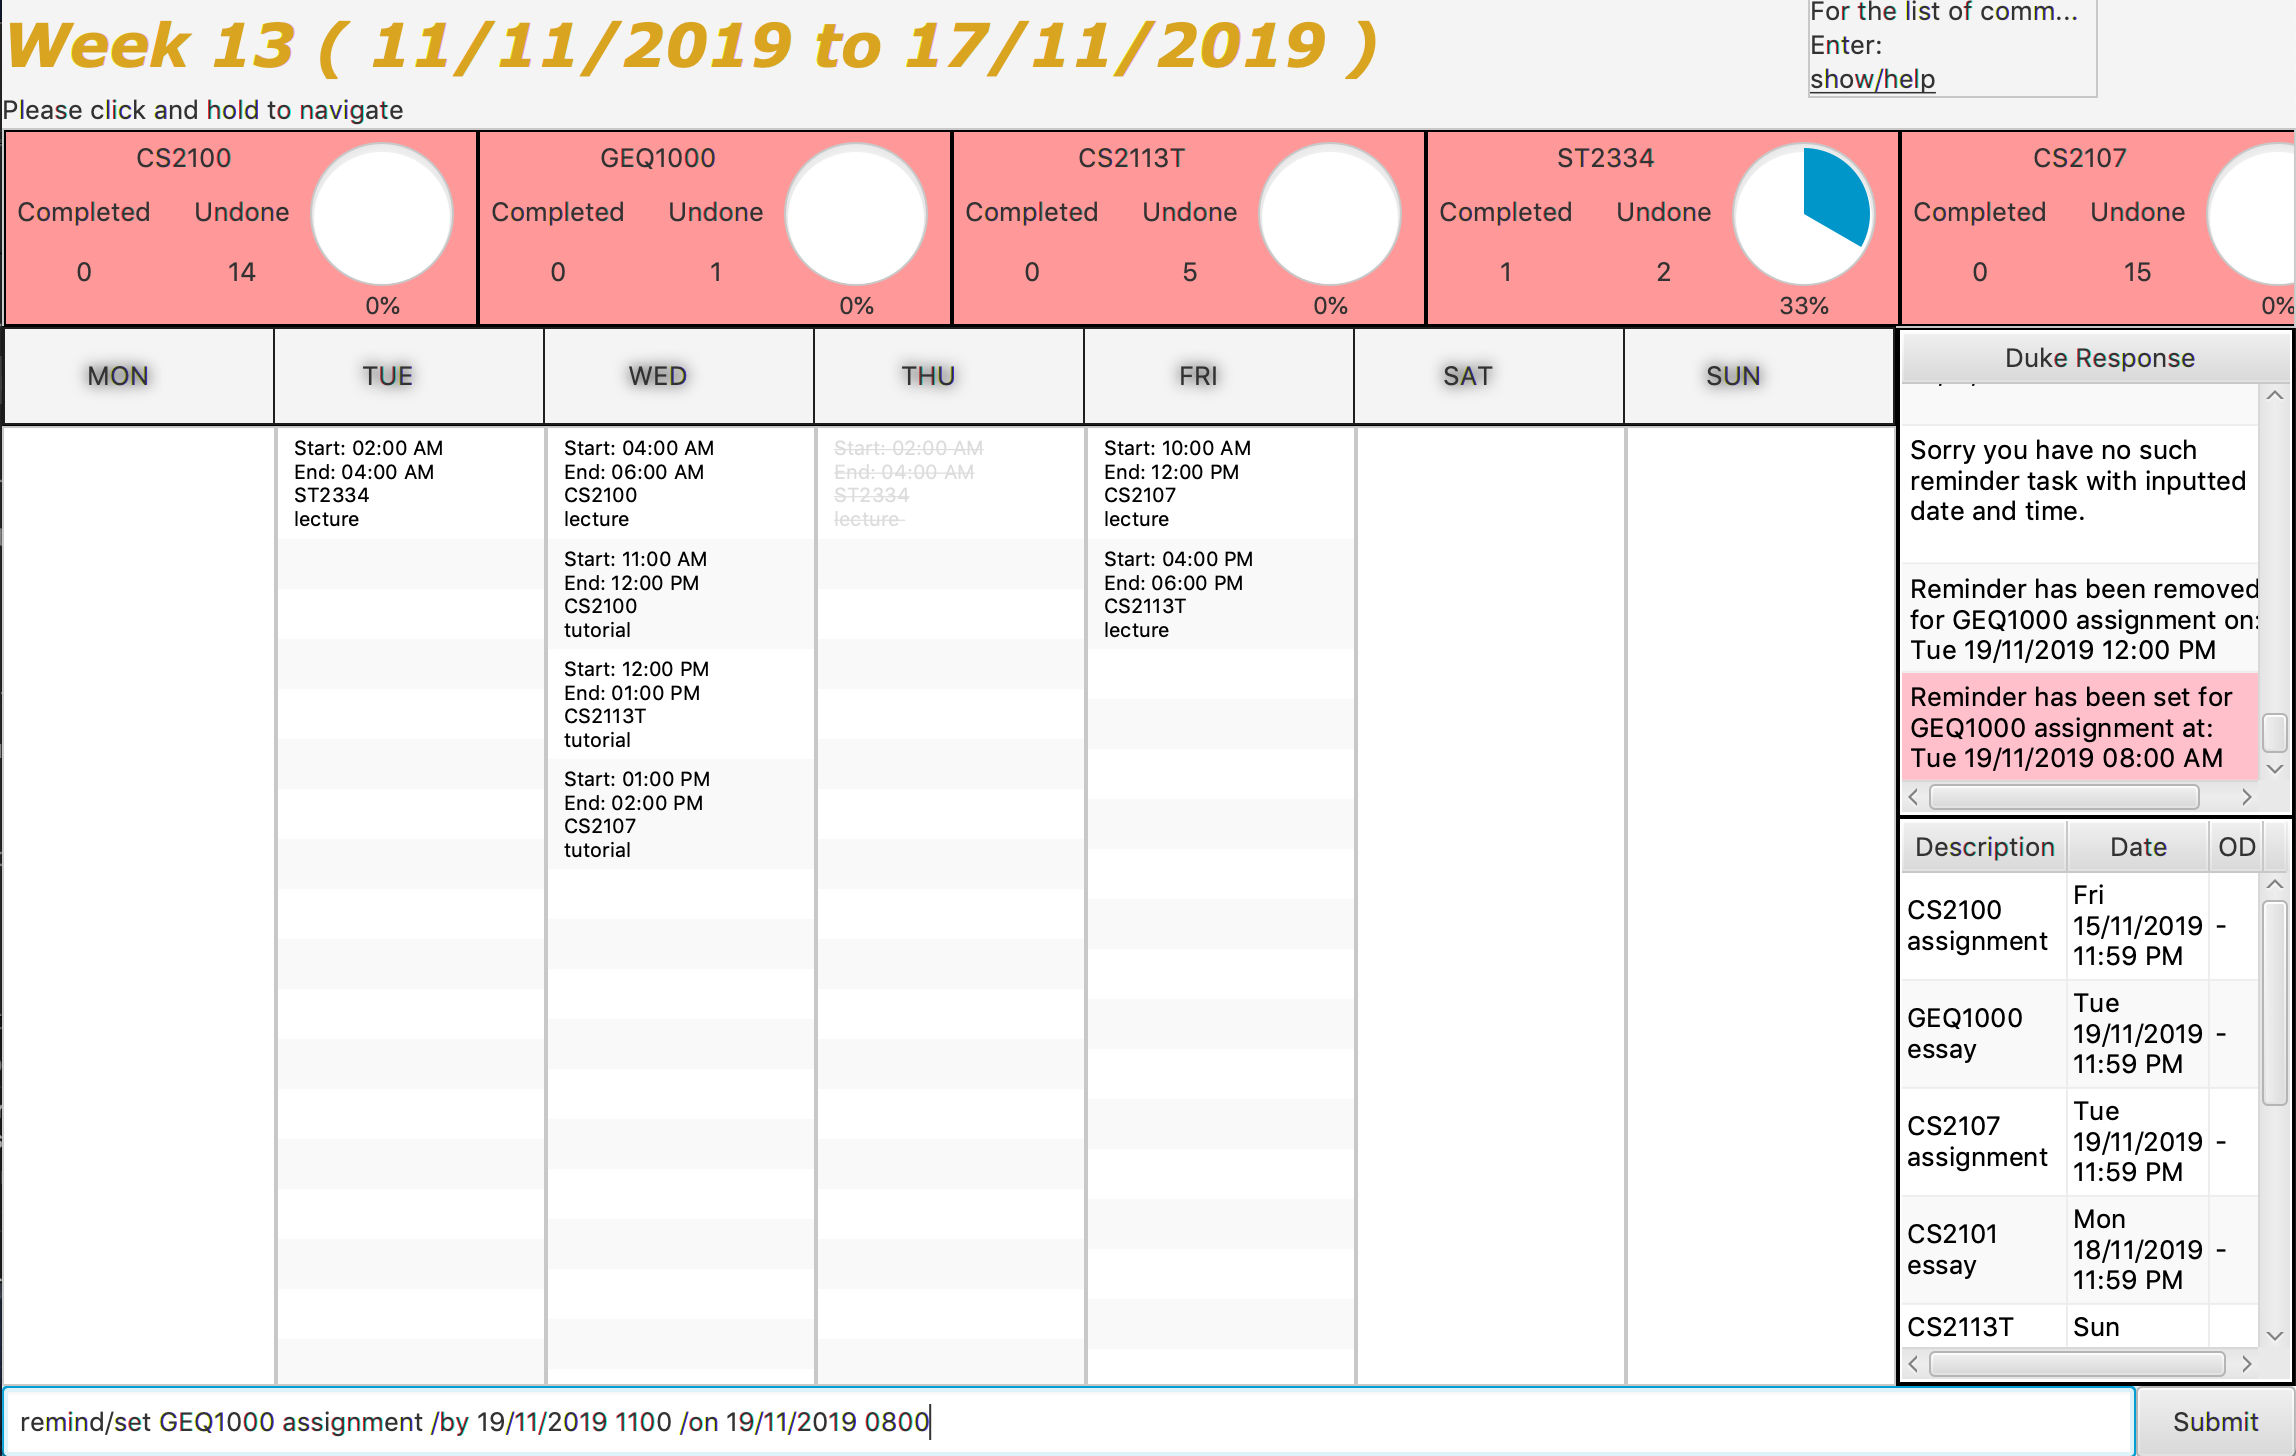 Week 13 ( 11/11/2019 to 17/11/2019 )
For the list of comm...
Enter:
show/help
Please click and hold to navigate
CS2100
Completed Undone
0 14
0%
GEQ1000
Completed Undone
0 1
0%
CS2113T
Completed Undone
0 5
0%
ST2334
Completed Undone
1 2
33%
CS2107
Completed Undone
0 15
0%
MON TUE WED THU FRI SAT SUN
Start: 02:00 AM
End: 04:00 AM
ST2334
lecture
Start: 04:00 AM
End: 06:00 AM
CS2100
lecture
Start: 11:00 AM
End: 12:00 PM
CS2100
tutorial
Start: 12:00 PM
End: 01:00 PM
CS2113T
tutorial
Start: 01:00 PM
End: 02:00 PM
CS2107
tutorial
Start: 02:00 AM
End: 04:00 AM
ST2334
lecture
Start: 10:00 AM
End: 12:00 PM
CS2107
lecture
Start: 04:00 PM
End: 06:00 PM
CS2113T
lecture
Duke Response
Sorry you have no such
reminder task with inputted
date and time.
Reminder has been removed
for GEQ1000 assignment on:
Tue 19/11/2019 12:00 PM
Reminder has been set for
GEQ1000 assignment at:
Tue 19/11/2019 08:00 AM
Description Date OD
CS2100
assignment
Fri
15/11/2019
11:59 PM
-
GEQ1000
essay
Tue
19/11/2019
11:59 PM
-
CS2107
assignment
Tue
19/11/2019
11:59 PM
-
CS2101
essay
Mon
18/11/2019
11:59 PM
-
CS2113T
Sun
remind/set GEQ1000 assignment /by 19/11/2019 1100 /on 19/11/2019 0800
Submit